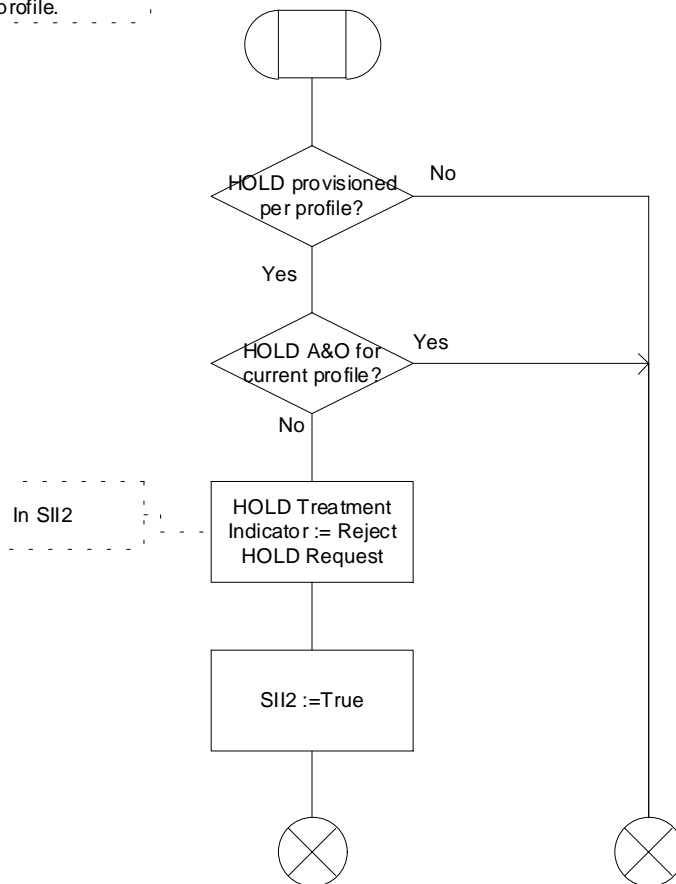 profile.
HOLD provisioned
per profile?
No
Yes
HOLD A&O for
current profile?
Yes
No
In SII2
HOLD Treatment
Indicator := Reject
HOLD Request
SII2 :=True